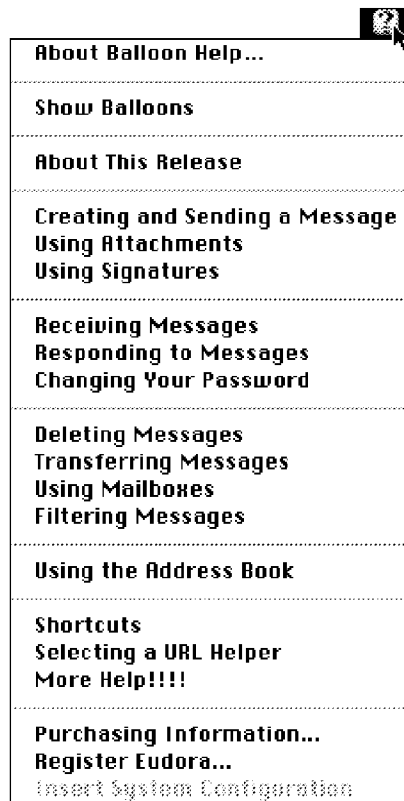 About Balloon Help...
Show Balloons
About This Release
Creating and Sending a Message
Using Attachments
Using Signatures
Receiving Messages
Responding to Messages
Changing Your Password
Deleting Messages
Transferring Messages
Using Mailboxes
Filtering Messages
Using the Address Book
Shortcuts
Selecting a URL Helper
More Help!!!!
Purchasing Information...
Register Eudora...
Insert System Configuration